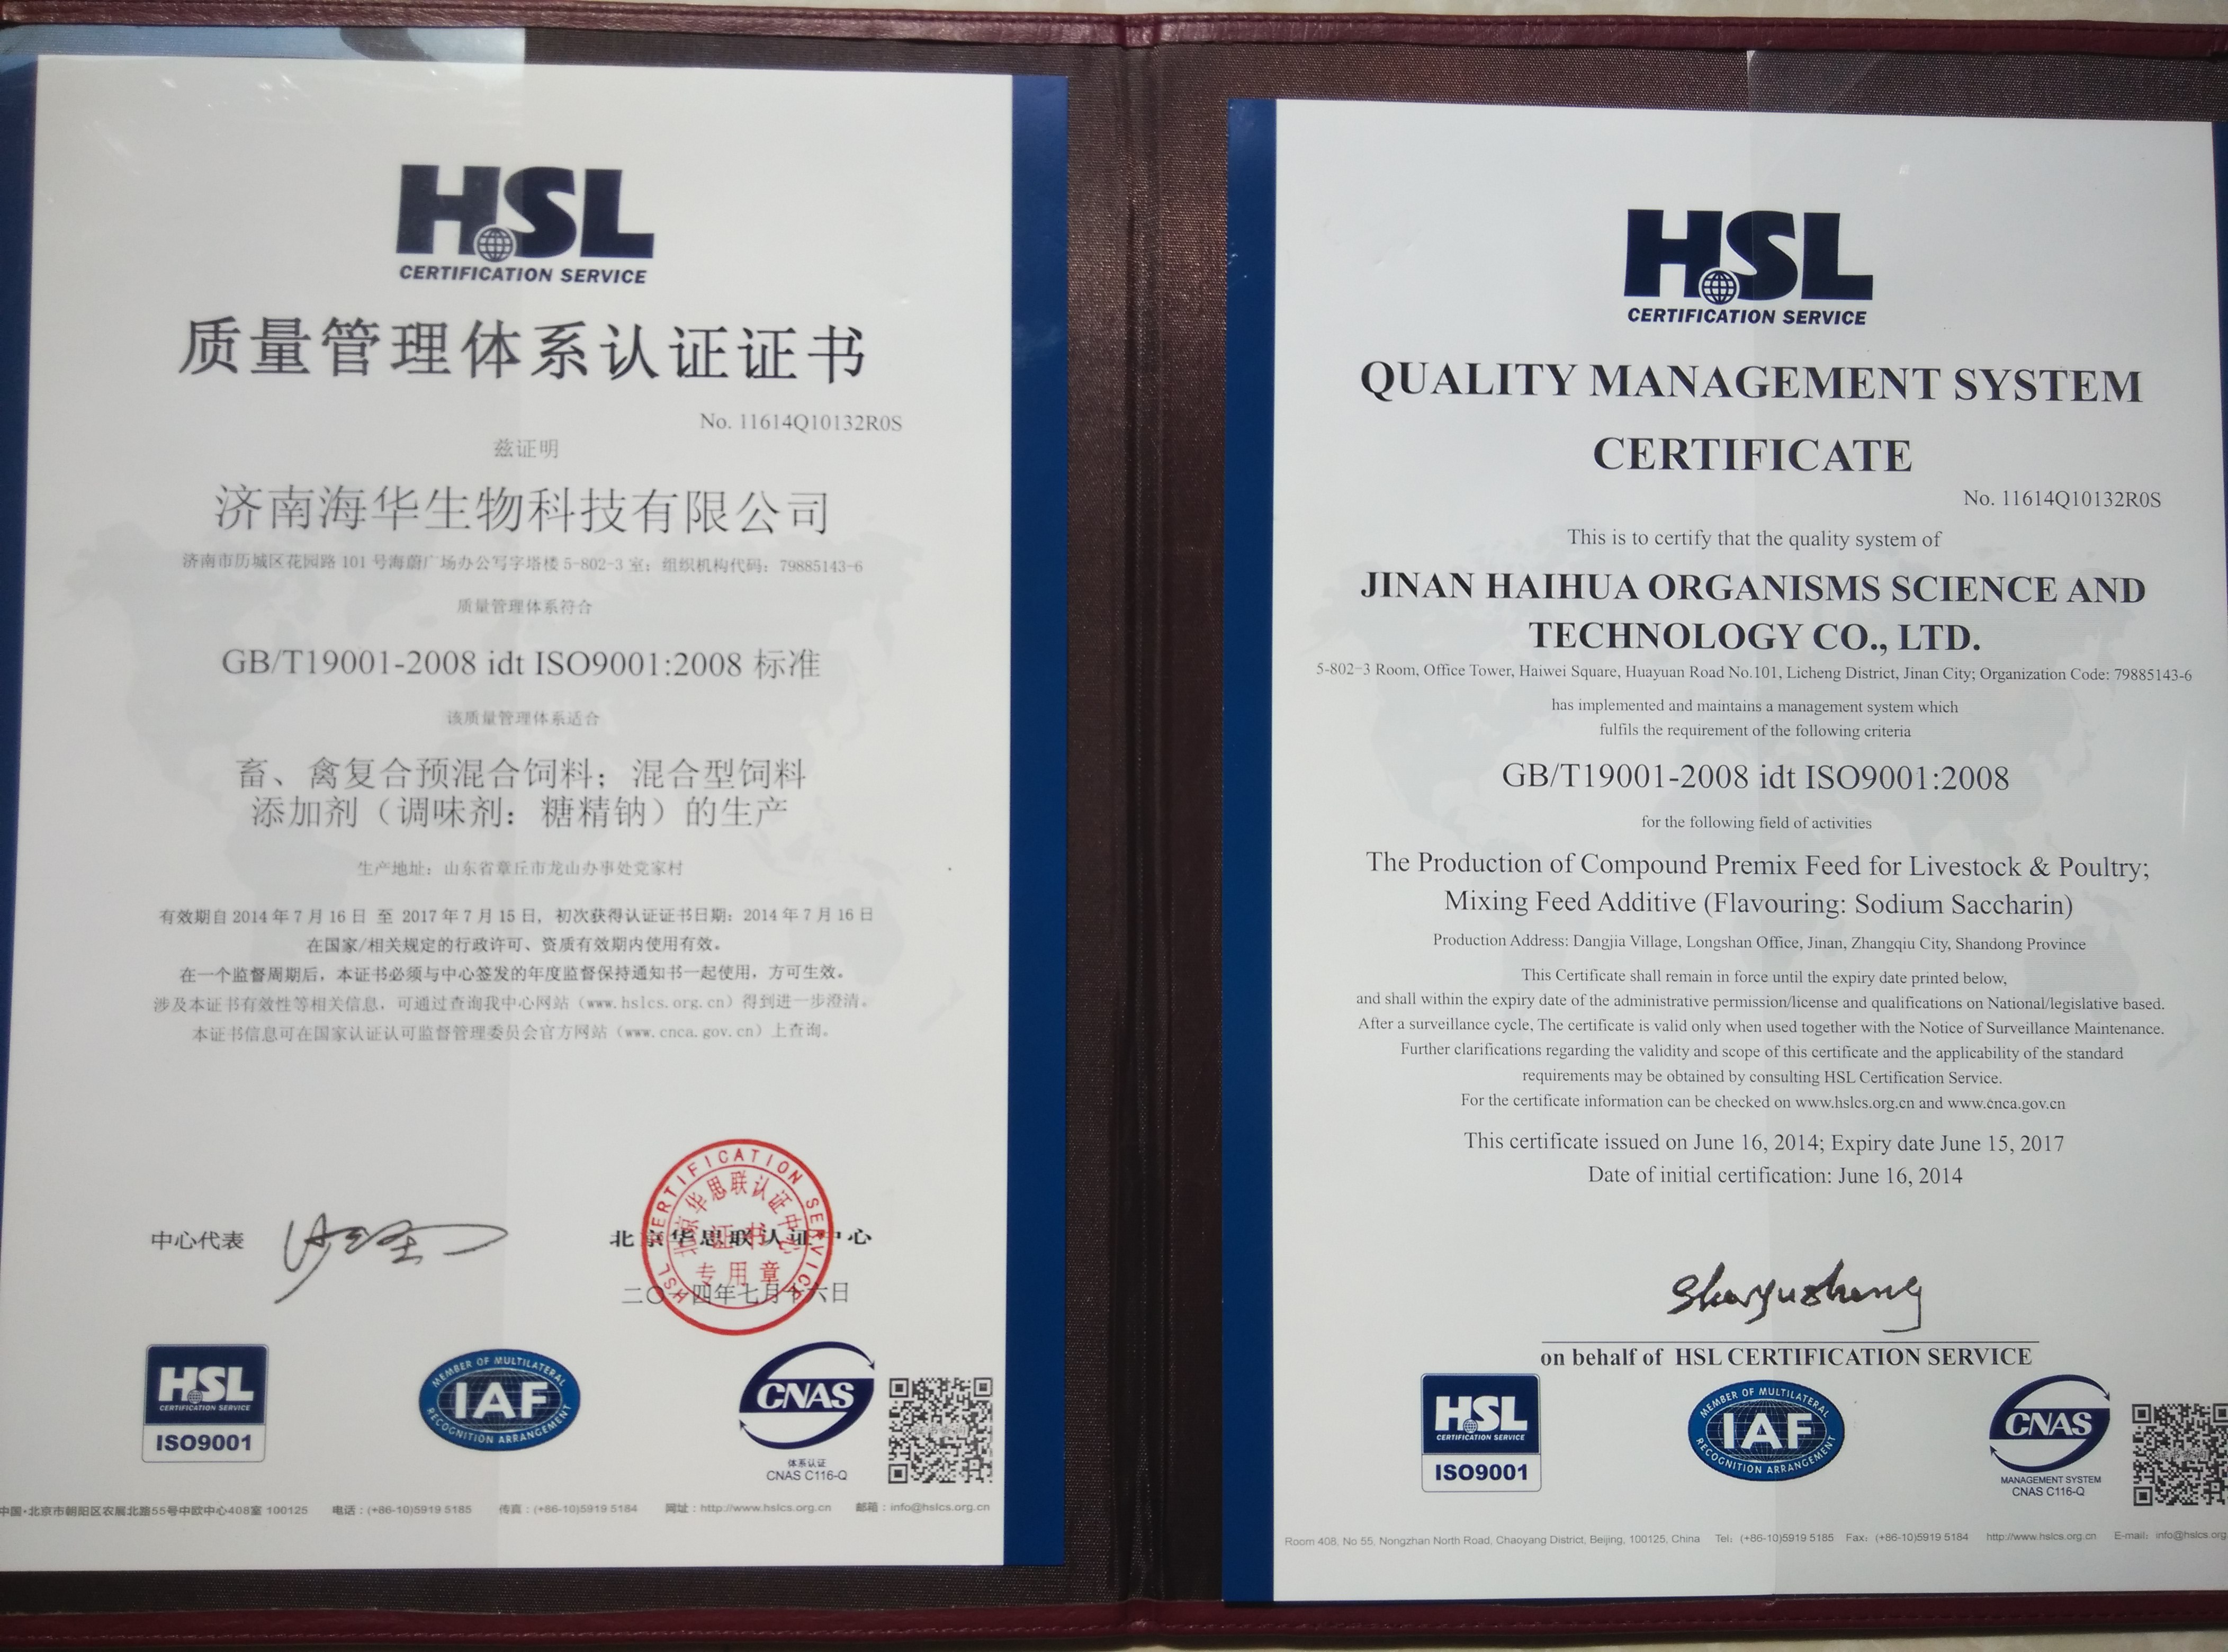 HSL
CERTIFICATION SERVICE
质量管理体系认证证书
No. 11614Q10132R0S
兹证明
济南海华生物科技有限公司
济南市历城区花园路 101 号海蔚广场办公写字塔楼 5-802-3 室；组织机构代码：79885143-6
质量管理体系符合
GB/T19001-2008 idt ISO9001:2008 标准
该质量管理体系适合
畜、禽复合预混合饲料；混合型饲料
添加剂（调味剂：糖精钠）的生产
生产地址：山东省章丘市龙山办事处党家村
有效期自 2014 年 7 月 16 日 至 2017 年 7 月 15 日，初次获得认证证书日期：2014 年 7 月 16 日
在国家/相关规定的行政许可、资质有效期内使用有效。
在一个监督周期后，本证书必须与中心签发的年度监督保持通知书一起使用，方可生效。
涉及本证书有效性等相关信息，可通过查询我中心网站（www.hslcs.org.cn）得到进一步澄清。
本证书信息可在国家认证认可监督管理委员会官方网站（www.cnca.gov.cn）上查询。
中心代表
北京华思联认证中心
二〇一四年七月十六日
HSL CERTIFICATION SERVICE
北京华思联认证中心
证书
专用章
HSL
CERTIFICATION SERVICE
ISO9001
MEMBER OF MULTILATERAL
IAF
RECOGNITION ARRANGEMENT
CNAS
体系认证
CNAS C116-Q
证书查询
中国·北京市朝阳区农展北路55号中欧中心408室 100125 电话：(+86-10)5919 5185 传真：(+86-10)5919 5184 网址：http://www.hslcs.org.cn 邮箱：info@hslcs.org.cn
HSL
CERTIFICATION SERVICE
QUALITY MANAGEMENT SYSTEM
CERTIFICATE
No. 11614Q10132R0S
This is to certify that the quality system of
JINAN HAIHUA ORGANISMS SCIENCE AND
TECHNOLOGY CO., LTD.
5-802-3 Room, Office Tower, Haiwei Square, Huayuan Road No.101, Licheng District, Jinan City; Organization Code: 79885143-6
has implemented and maintains a management system which
fulfils the requirement of the following criteria
GB/T19001-2008 idt ISO9001:2008
for the following field of activities
The Production of Compound Premix Feed for Livestock & Poultry;
Mixing Feed Additive (Flavouring: Sodium Saccharin)
Production Address: Dangjia Village, Longshan Office, Jinan, Zhangqiu City, Shandong Province
This Certificate shall remain in force until the expiry date printed below,
and shall within the expiry date of the administrative permission/license and qualifications on National/legislative based.
After a surveillance cycle, The certificate is valid only when used together with the Notice of Surveillance Maintenance.
Further clarifications regarding the validity and scope of this certificate and the applicability of the standard
requirements may be obtained by consulting HSL Certification Service.
For the certificate information can be checked on www.hslcs.org.cn and www.cnca.gov.cn
This certificate issued on June 16, 2014; Expiry date June 15, 2017
Date of initial certification: June 16, 2014
on behalf of HSL CERTIFICATION SERVICE
HSL
CERTIFICATION SERVICE
ISO9001
MEMBER OF MULTILATERAL
IAF
RECOGNITION ARRANGEMENT
CNAS
MANAGEMENT SYSTEM
CNAS C116-Q
Room 408, No 55, Nongzhan North Road, Chaoyang District, Beijing, 100125, China Tel: (+86-10)5919 5185 Fax: (+86-10)5919 5184 http://www.hslcs.org.cn E-mail: info@hslcs.org